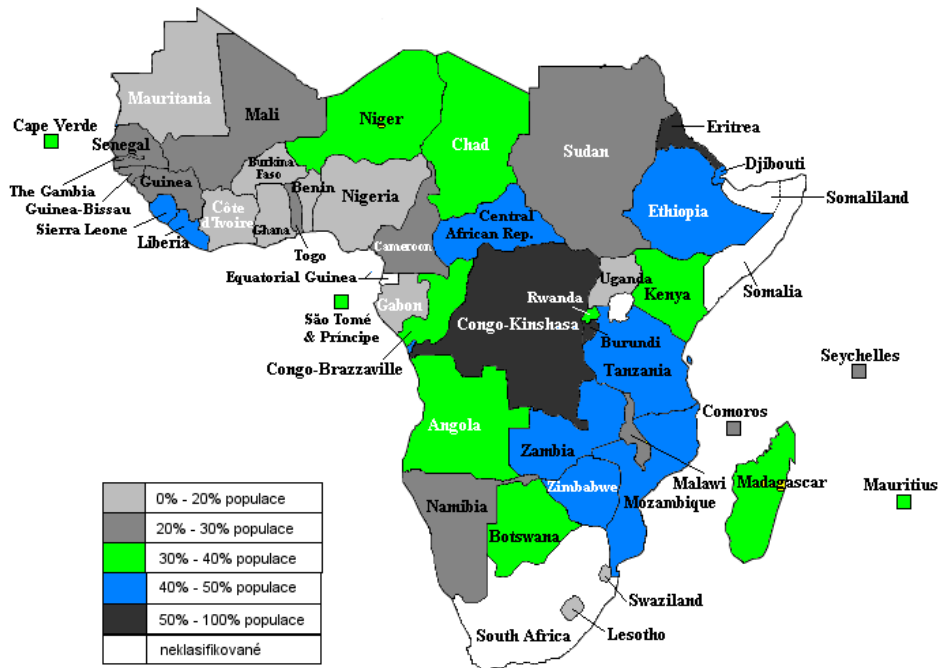 Mauritania
Mali
Niger
Chad
Sudan
Eritrea
Cape Verde
Senegal
The Gambia
Guinea-Bissau
Guinea
Sierra Leone
Liberia
Côte
d'Ivoire
Burkina
Faso
Ghana
Togo
Benin
Nigeria
Cameroon
Central
African Rep.
Djibouti
Somaliland
Ethiopia
Somalia
Equatorial Guinea
São Tomé
& Príncipe
Gabon
Congo-Brazzaville
Congo-Kinshasa
Uganda
Rwanda
Kenya
Burundi
Tanzania
Seychelles
Comoros
Angola
Zambia
Malawi
Mozambique
Zimbabwe
Madagascar
Mauritius
Namibia
Botswana
Swaziland
Lesotho
South Africa
0% - 20% populace
20% - 30% populace
30% - 40% populace
40% - 50% populace
50% - 100% populace
neklasifikované